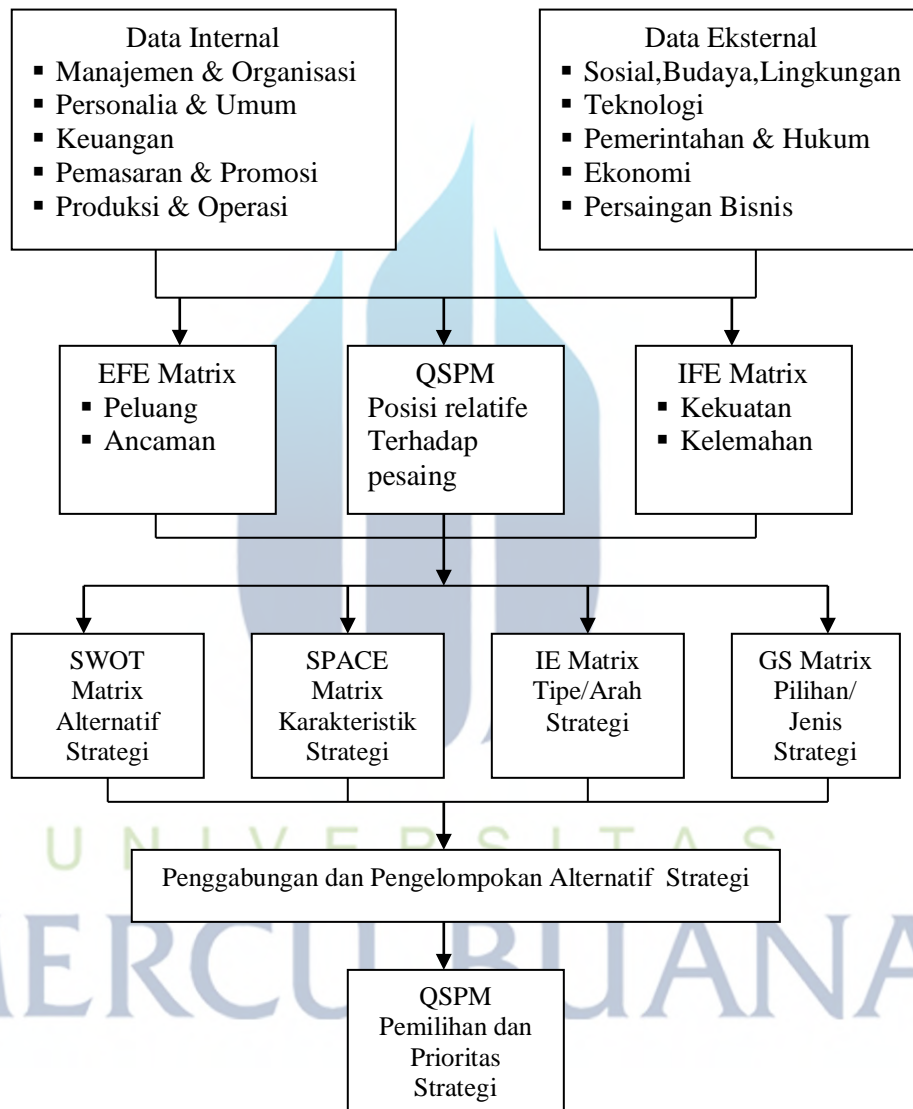 Data Internal
▪ Manajemen & Organisasi
▪ Personalia & Umum
▪ Keuangan
▪ Pemasaran & Promosi
▪ Produksi & Operasi
Data Eksternal
▪ Sosial,Budaya,Lingkungan
▪ Teknologi
▪ Pemerintahan & Hukum
▪ Ekonomi
▪ Persaingan Bisnis
EFE Matrix
▪ Peluang
▪ Ancaman
QSPM
Posisi relatife
Terhadap
pesaing
IFE Matrix
▪ Kekuatan
▪ Kelemahan
SWOT
Matrix
Alternatif
Strategi
SPACE
Matrix
Karakteristik
Strategi
IE Matrix
Tipe/Arah
Strategi
GS Matrix
Pilihan/
Jenis
Strategi
UNIVERSITAS
Penggabungan dan Pengelompokan Alternatif Strategi
MERCU BUANA
QSPM
Pemilihan dan
Prioritas
Strategi